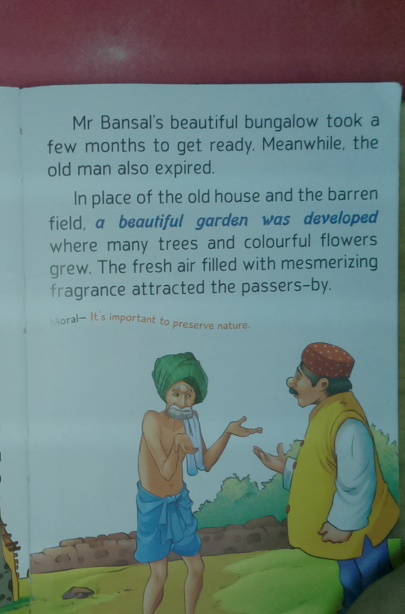 Mr Bansal's beautiful bungalow took a
few months to get ready. Meanwhile, the
old man also expired.
In place of the old house and the barren
field, a beautiful garden was developed
where many trees and colourful flowers
grew. The fresh air filled with mesmerizing
fragrance attracted the passers-by.
Moral– It's important to preserve nature.